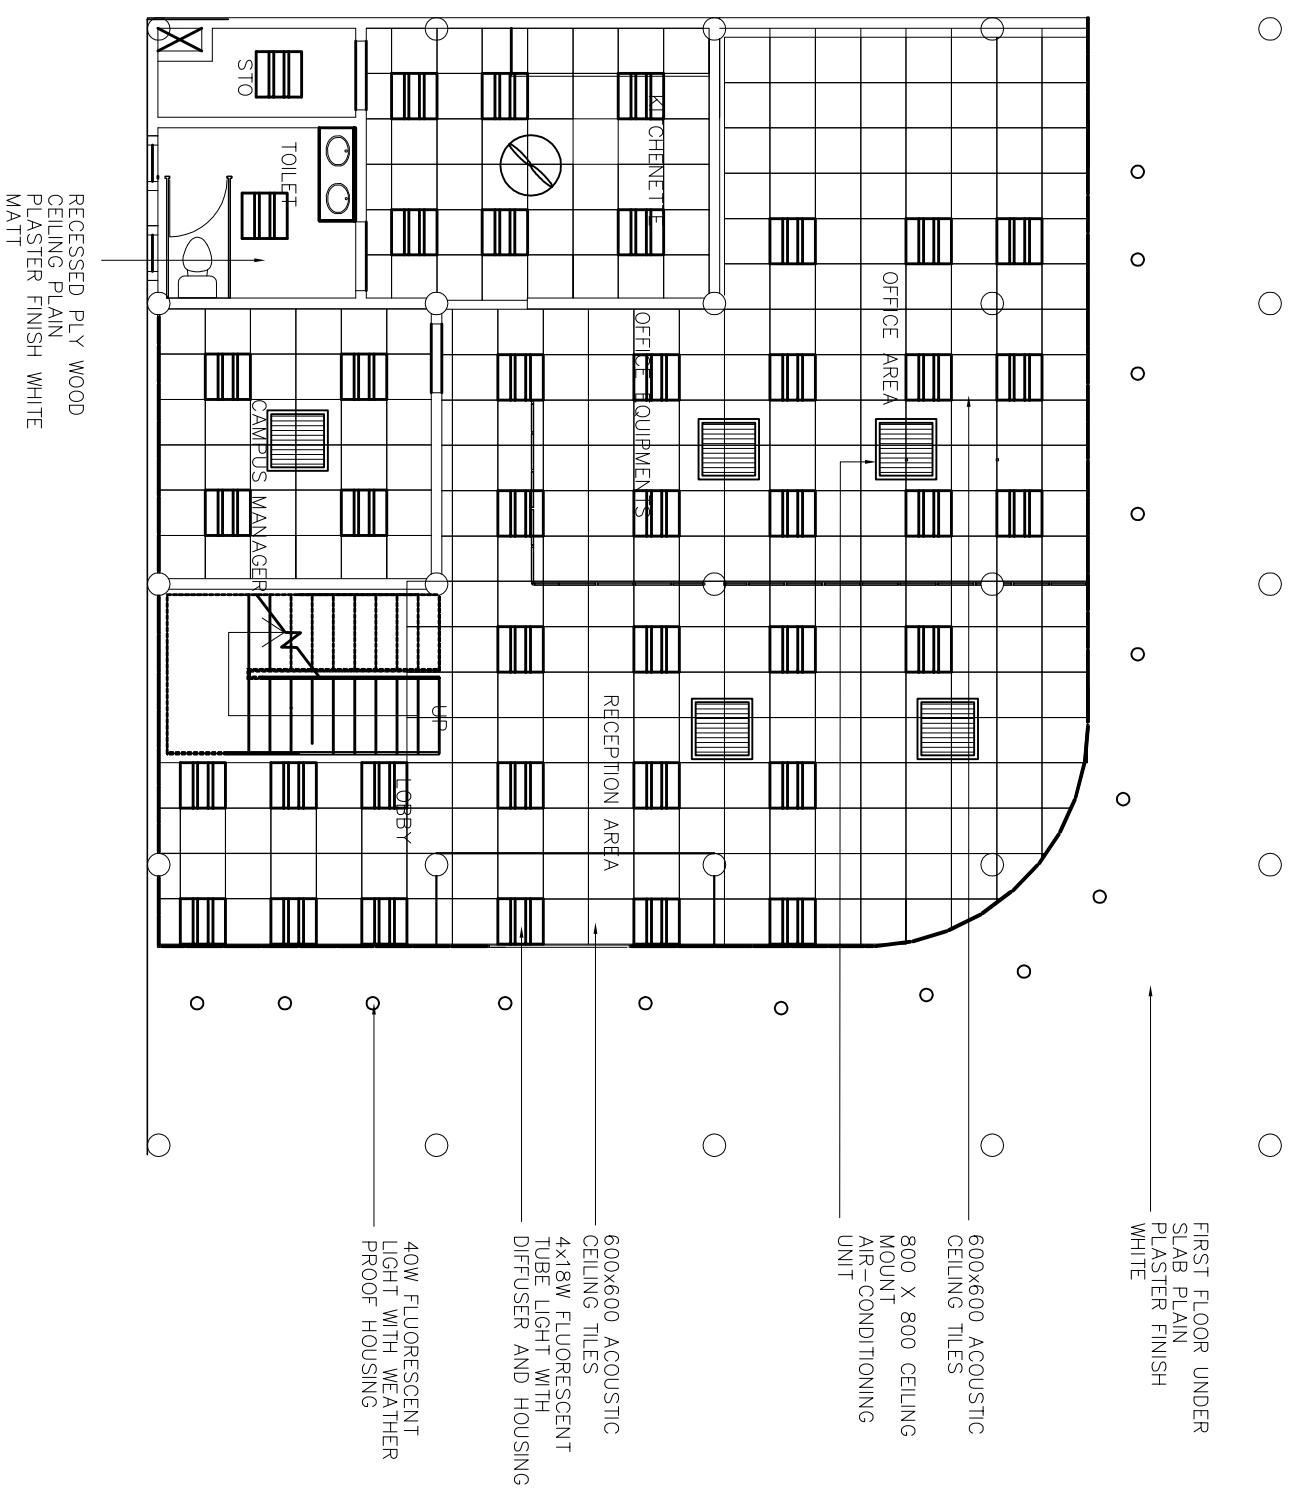 FIRST FLOOR UNDER
SLAB PLAIN
PLASTER FINISH
WHITE
600x600 ACOUSTIC
CEILING TILES
800 X 800 CEILING
MOUNT
AIR-CONDITIONING
UNIT
600x600 ACOUSTIC
CEILING TILES
4x18W FLUORESCENT
TUBE LIGHT WITH
DIFFUSER AND HOUSING
40W FLUORESCENT
LIGHT WITH WEATHER
PROOF HOUSING
OFFICE AREA
KITCHENETTE
OFFICE EQUIPMENTS
RECEPTION AREA
UP
LOBBY
TOILET
STO
CAMPUS MANAGER
RECESSED PLY WOOD
CEILING PLAIN
PLASTER FINISH WHITE
MATT